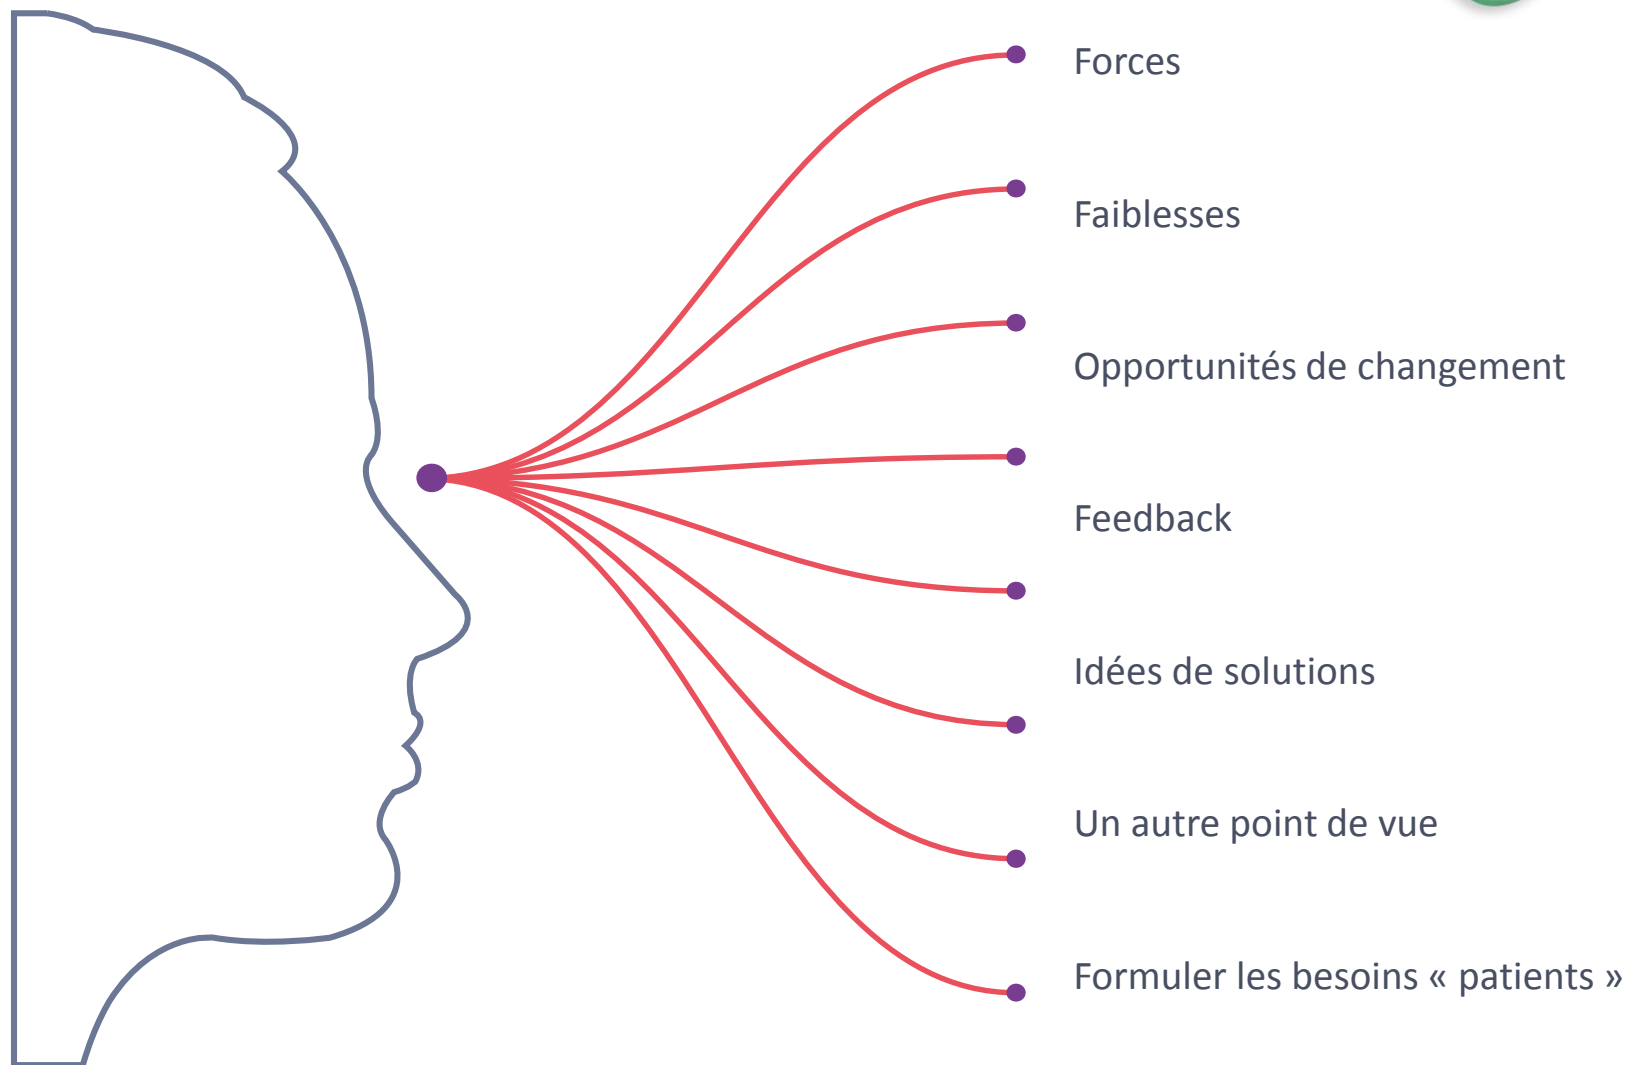 Forces
Faiblesses
Opportunités de changement
Feedback
Idées de solutions
Un autre point de vue
Formuler les besoins « patients »